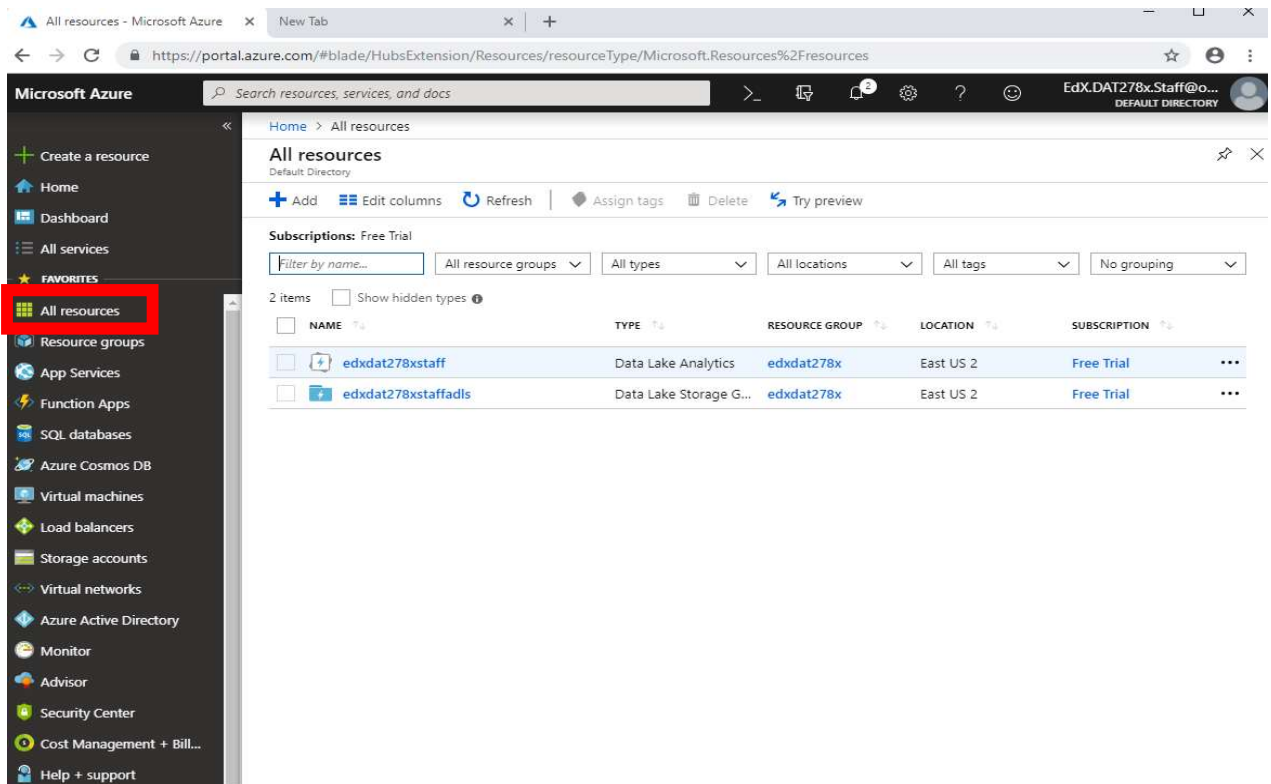 All resources - Microsoft Azure
New Tab
https://portal.azure.com/#blade/HubsExtension/Resources/resourceType/Microsoft.Resources%2Fresources
Microsoft Azure
Search resources, services, and docs
2
EdX.DAT278x.Staff@o...
DEFAULT DIRECTORY
Create a resource
Home
Dashboard
All services
FAVORITES
All resources
Resource groups
App Services
Function Apps
SQL databases
Azure Cosmos DB
Virtual machines
Load balancers
Storage accounts
Virtual networks
Azure Active Directory
Monitor
Advisor
Security Center
Cost Management + Bill...
Help + support
Home > All resources
All resources
Default Directory
Add Edit columns Refresh Assign tags Delete Try preview
Subscriptions: Free Trial
Filter by name... All resource groups All types All locations All tags No grouping
2 items Show hidden types
NAME TYPE RESOURCE GROUP LOCATION SUBSCRIPTION
edxdat278xstaff Data Lake Analytics edxdat278x East US 2 Free Trial
edxdat278xstaffadls Data Lake Storage G... edxdat278x East US 2 Free Trial